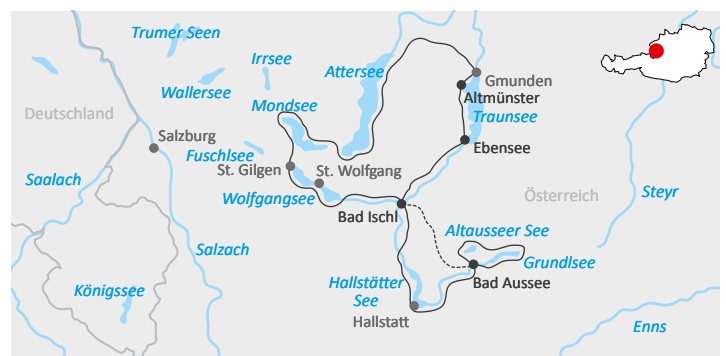 Trumer Seen
Irrsee
Attersee
Wallersee
Gmunden
Altmünster
Mondsee
Deutschland
Traunsee
Salzburg
Fuschlsee
Ebensee
St. Gilgen
St. Wolfgang
Saalach
Wolfgangsee
Österreich
Steyr
Bad Ischl
Altausseer See
Salzach
Grundlsee
Hallstätter
See
Bad Aussee
Königssee
Hallstatt
Enns